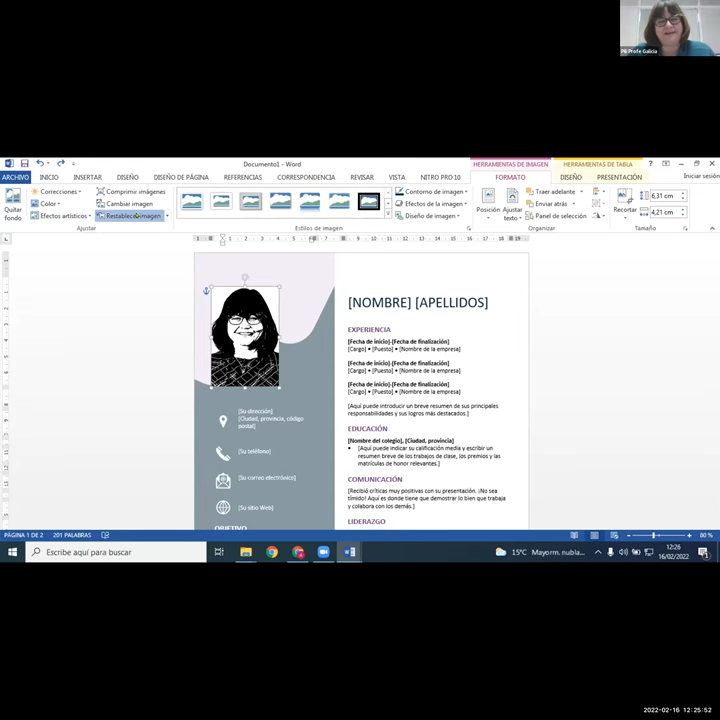 PB Profe Galicia
Documento1 - Word
HERRAMIENTAS DE IMAGEN
HERRAMIENTAS DE TABLA
ARCHIVO
INICIO
INSERTAR
DISEÑO
DISEÑO DE PÁGINA
REFERENCIAS
CORRESPONDENCIA
REVISAR
VISTA
NITRO PRO 10
FORMATO
DISEÑO
PRESENTACIÓN
Iniciar sesión
Quitar fondo
Correcciones
Color
Efectos artísticos
Comprimir imágenes
Cambiar imagen
Restablecer imagen
Ajustar
Estilos de imagen
Contorno de imagen
Efectos de la imagen
Diseño de imagen
Posición
Ajustar texto
Traer adelante
Enviar atrás
Panel de selección
Organizar
Recortar
6,31 cm
4,21 cm
Tamaño
[NOMBRE] [APELLIDOS]
EXPERIENCIA
[Fecha de inicio]-[Fecha de finalización]
[Cargo] • [Puesto] • [Nombre de la empresa]
[Fecha de inicio]-[Fecha de finalización]
[Cargo] • [Puesto] • [Nombre de la empresa]
[Fecha de inicio]-[Fecha de finalización]
[Cargo] • [Puesto] • [Nombre de la empresa]
[Aquí puede introducir un breve resumen de sus principales
responsabilidades y sus logros más destacados.]
EDUCACIÓN
[Nombre del colegio], [Ciudad, provincia]
• [Aquí puede indicar su calificación media y escribir un
resumen breve de los trabajos de clase, los premios y las
matrículas de honor relevantes.]
COMUNICACIÓN
[Recibió críticas muy positivas con su presentación. ¡No sea
tímido! Aquí es donde tiene que demostrar lo bien que trabaja
y colabora con los demás.]
LIDERAZGO
[Su dirección]
[Ciudad, provincia, código
postal]
[Su teléfono]
[Su correo electrónico]
[Su sitio Web]
OBJETIVO
PÁGINA 1 DE 2
201 PALABRAS
80 %
Escribe aquí para buscar
15°C Mayorm. nubla...
12:26
16/02/2022
2022-02-16 12:25:52